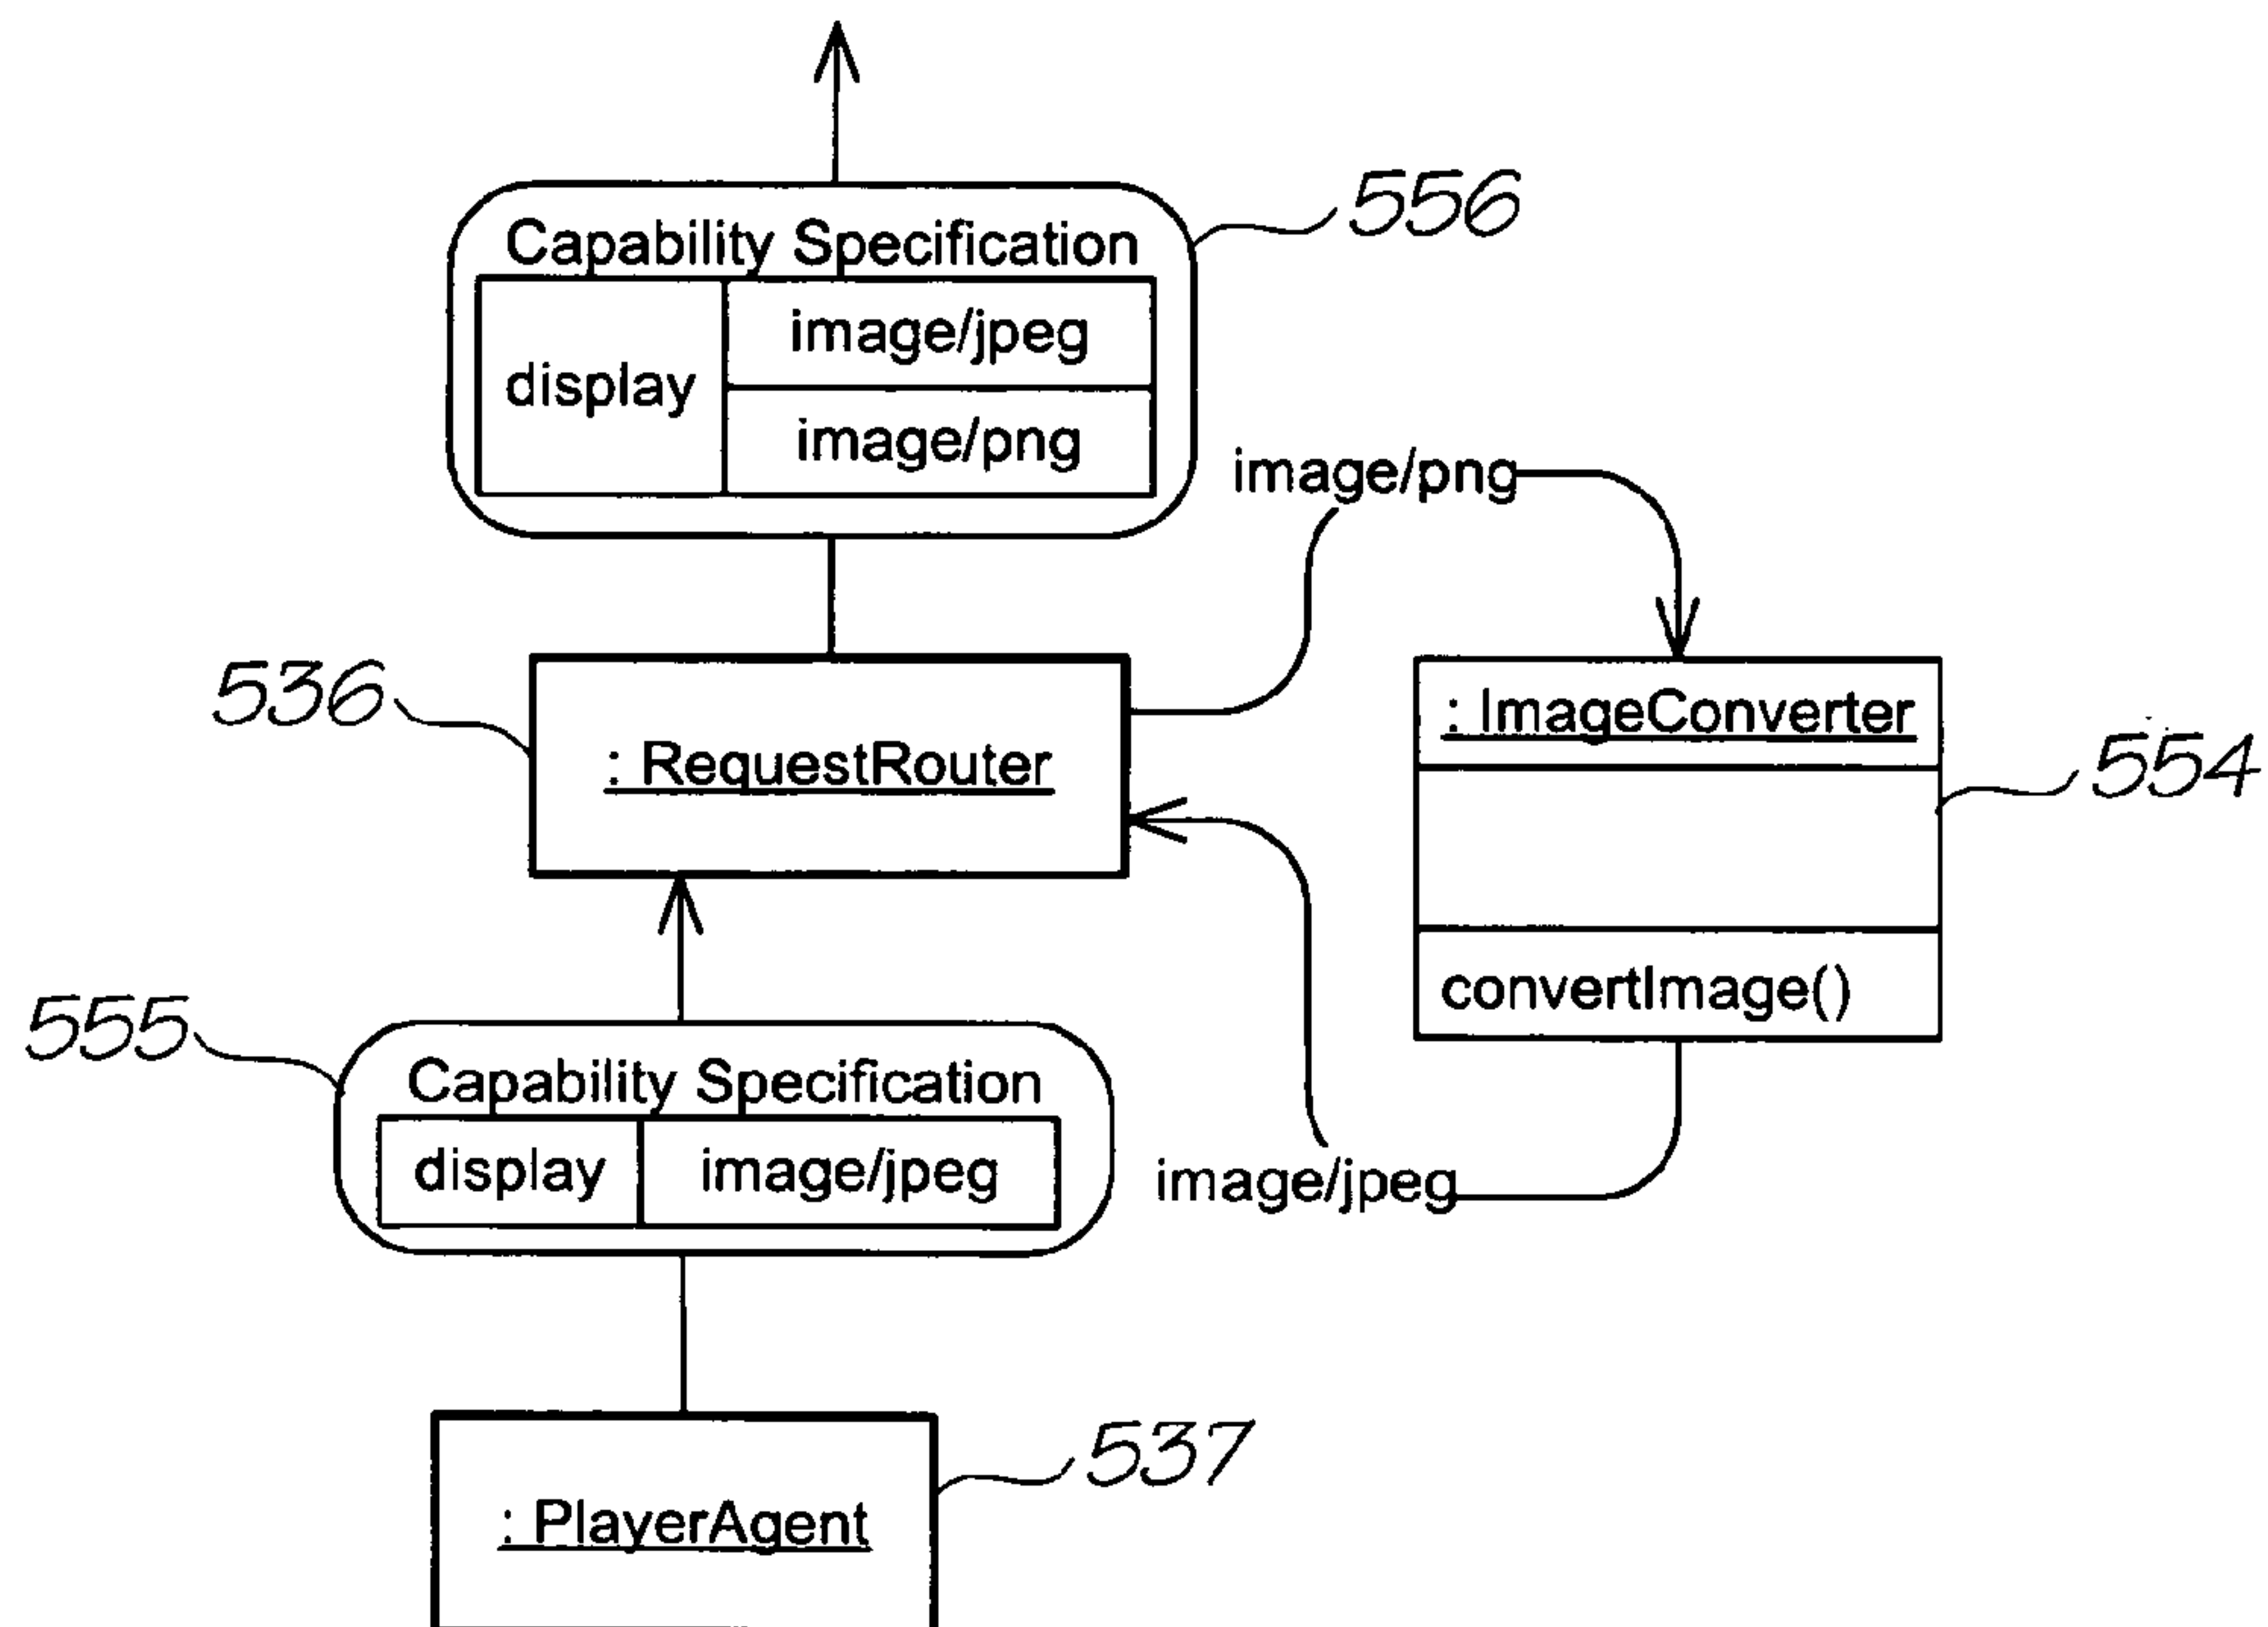 556
Capability Specification
image/jpeg
display
image/png
image/png
536
: RequestRouter
: ImageConverter
554
555
Capability Specification
display image/jpeg
convertImage()
image/jpeg
537
: PlayerAgent